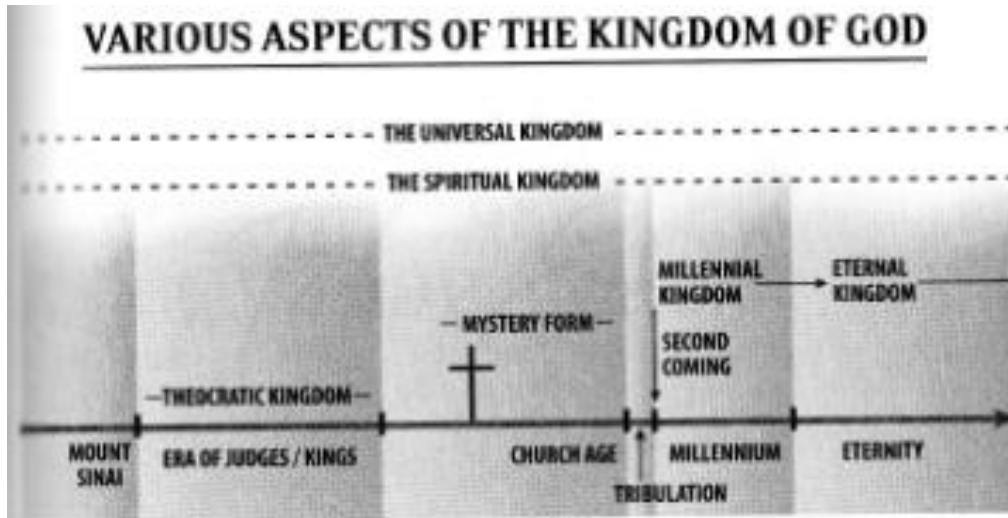 VARIOUS ASPECTS OF THE KINGDOM OF GOD
THE UNIVERSAL KINGDOM
THE SPIRITUAL KINGDOM
MILLENNIAL
KINGDOM
ETERNAL
KINGDOM
MYSTERY FORM
SECOND
COMING
THEOCRATIC KINGDOM
MOUNT
SINAI
ERA OF JUDGES / KINGS
CHURCH AGE
MILLENNIUM
ETERNITY
TRIBULATION